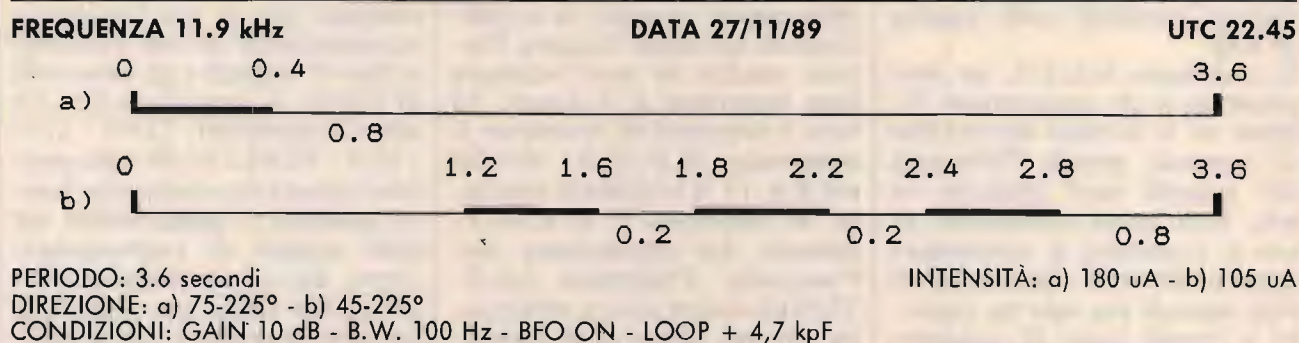 FREQUENZA 11.9 kHz DATA 27/11/89 UTC 22.45
0 0.4 3.6
a)
0.8
0 1.2 1.6 1.8 2.2 2.4 2.8 3.6
b)
0.2 0.2 0.8
PERIODO: 3.6 secondi INTENSITÀ: a) 180 uA - b) 105 uA
DIREZIONE: a) 75-225° - b) 45-225°
CONDIZIONI: GAIN 10 dB - B.W. 100 Hz - BFO ON - LOOP + 4,7 kpF